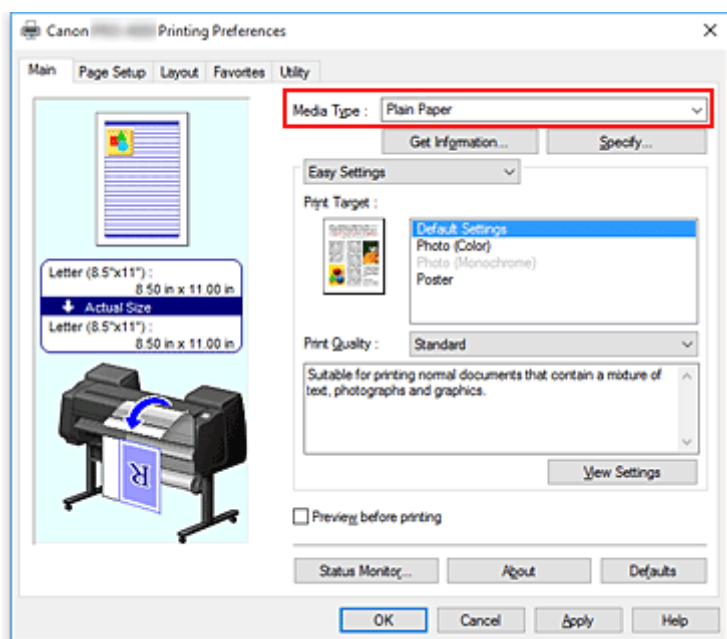 Canon Printing Preferences
Main Page Setup Layout Favorites Utility
Media Type : Plain Paper
Get Information... Specify...
Easy Settings
Print Target :
Default Settings
Photo (Color)
Photo (Monochrome)
Poster
Letter (8.5"x11") :
8.50 in x 11.00 in
Actual Size
Letter (8.5"x11") :
8.50 in x 11.00 in
R
Print Quality : Standard
Suitable for printing normal documents that contain a mixture of
text, photographs and graphics.
View Settings
Preview before printing
Status Monitor... About Defaults
OK Cancel Apply Help